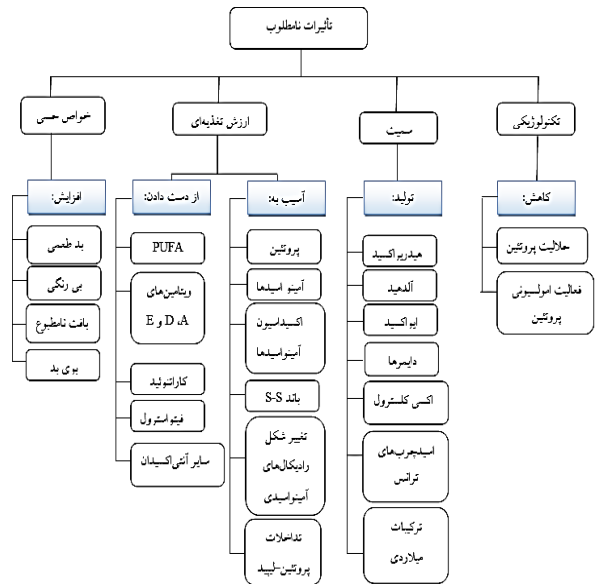 تأثیرات نامطلوب
تکنولوژیکی
سمیت
ارزش تغذیه‌ای
خواص حسی
کاهش:
تولید:
آسیب به:
از دست دادن:
افزایش:
حلالیت پروتئین
فعالیت امولسیونی
پروتئین
هیدرپراکسید
آلدهید
اپواکسید
دایمرها
اکسی کلسترول
اسیدچرب‌های
ترانس
ترکیبات
میلاردی
پروتئین
آمینو اسیدها
اکسیداسیون
آمینواسیدها
باند S-S
تغییر شکل
رادیکال‌های
آمینواسیدی
تداخلات
پروتئین-لیپید
PUFA
ویتامین‌های
A، D و E
کاراتنوئید
فیتواسترول
سایر آنتی‌اکسیدان
بد طعمی
بی رنگی
بافت نامطبوع
بوی بد